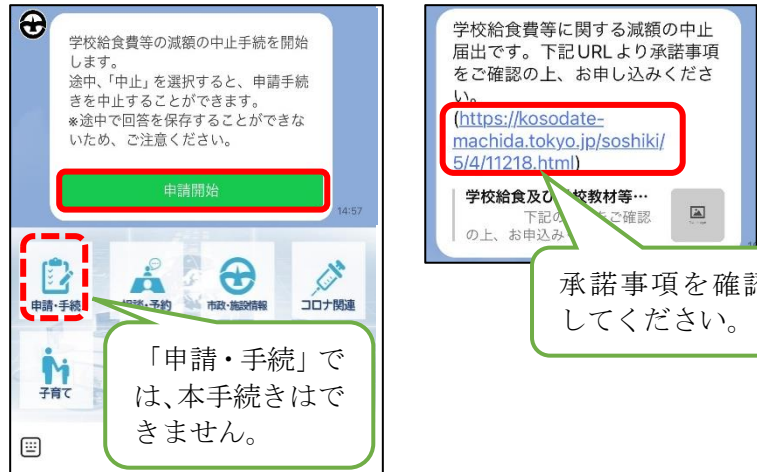 学校給食費等の減額の中止手続を開始
します。
途中、「中止」を選択すると、申請手続
きを中止することができます。
※途中で回答を保存することができな
いため、ご注意ください。
申請開始
14:57
申請・手続
相談・予約
市政・施設情報
コロナ関連
子育て
「申請・手続」で
は、本手続きはで
きません。
学校給食費等に関する減額の中止
届出です。下記URLより承諾事項
をご確認の上、お申し込みくださ
い。
(https://kosodate-
machida.tokyo.jp/soshiki/
5/4/11218.html)
学校給食及び 校教材等…
下記の をご確認
の上、お申込み
承諾事項を確認
してください。